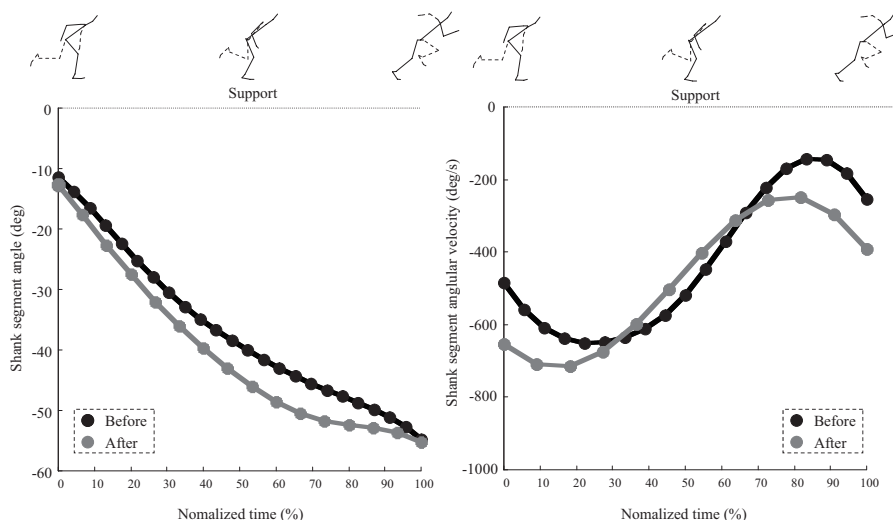 Support
0
-10
-20
-30
-40
-50
-60
Shank segment angle (deg)
Before
After
0 10 20 30 40 50 60 70 80 90 100
Nomalized time (%)
Support
0
-200
-400
-600
-800
-1000
Shank segment anglular velocity (deg/s)
Before
After
0 10 20 30 40 50 60 70 80 90 100
Nomalized time (%)